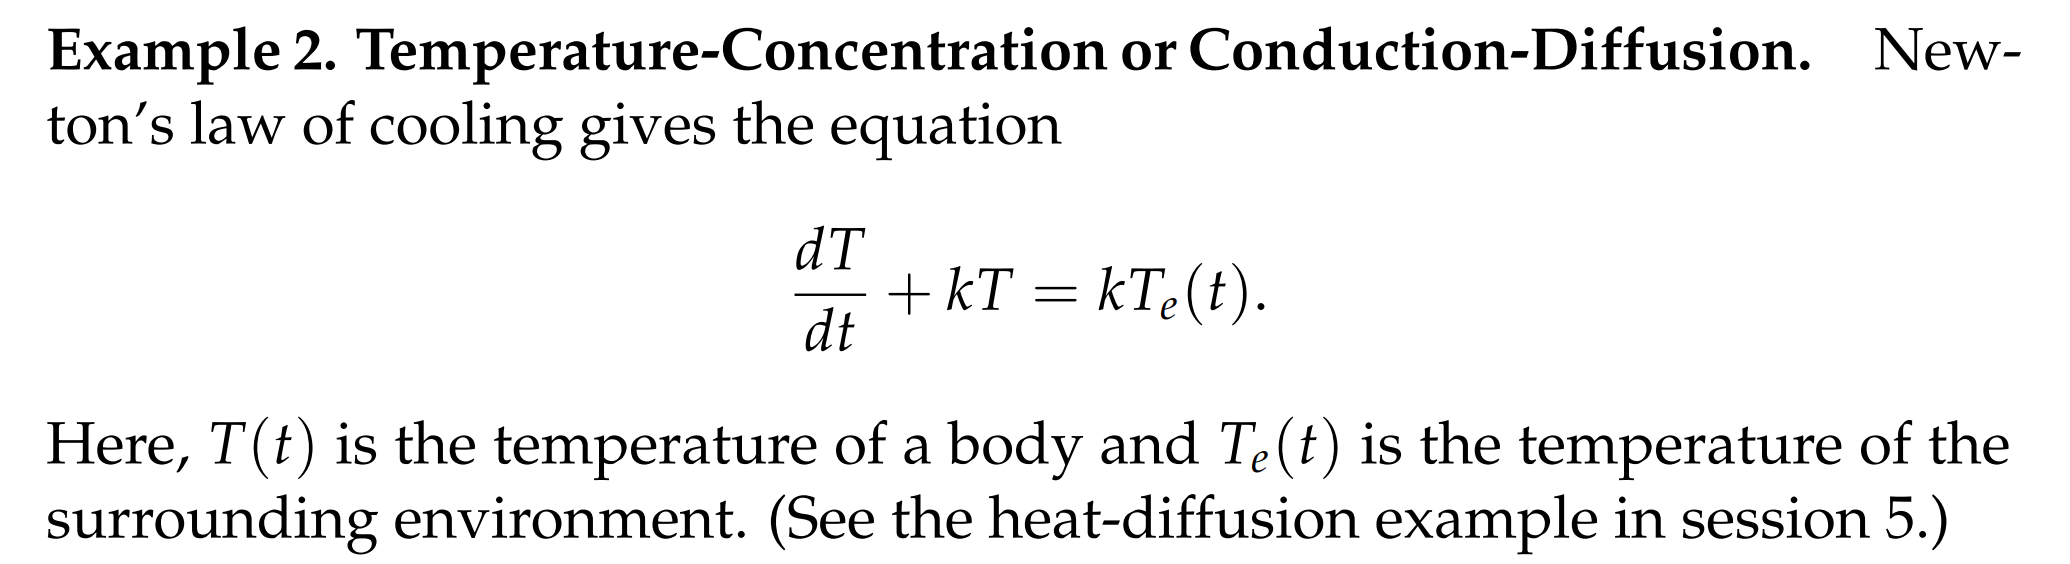 Example 2. Temperature-Concentration or Conduction-Diffusion. New-
ton's law of cooling gives the equation
dT/dt + kT = kT_e(t).
Here, T(t) is the temperature of a body and T_e(t) is the temperature of the
surrounding environment. (See the heat-diffusion example in session 5.)